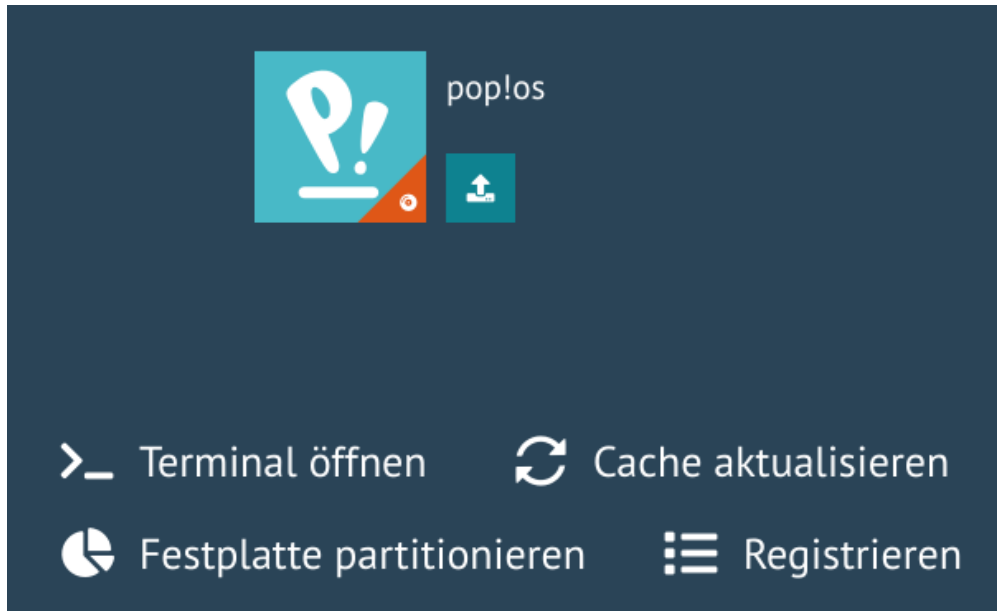 P!
pop!os
Terminal öffnen
Cache aktualisieren
Festplatte partitionieren
Registrieren